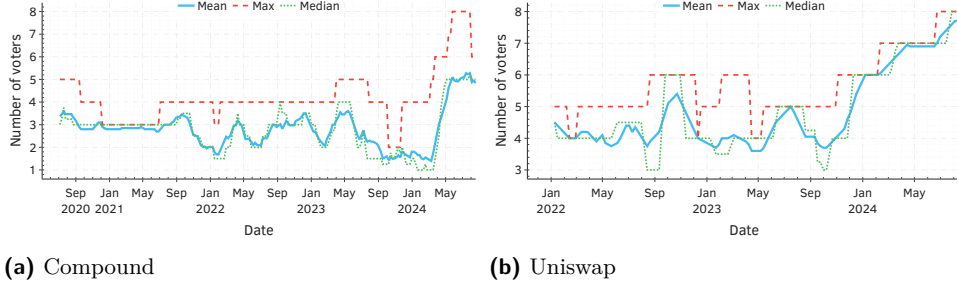 Mean Max Median
Number of voters
8
7
6
5
4
3
2
1
Sep Jan May Sep Jan May Sep Jan May Sep Jan May
2020 2021 2022 2023 2024
Date
(a) Compound
Mean Max Median
Number of voters
8
7
6
5
4
3
Jan May Sep Jan May Sep Jan May
2022 2023 2024
Date
(b) Uniswap